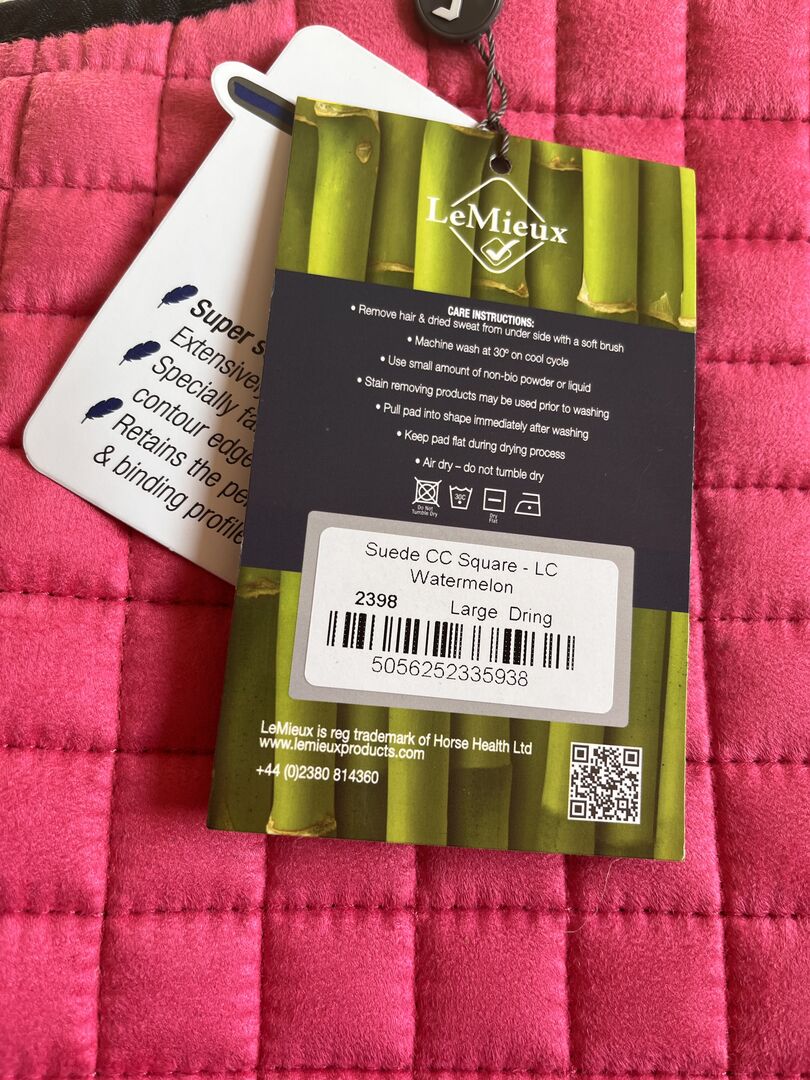 Super s
Extensively
Specially fa
contour edge
Retains the pe
& binding profile
LeMieux
CARE INSTRUCTIONS:
• Remove hair & dried sweat from under side with a soft brush
• Machine wash at 30º on cool cycle
• Use small amount of non-bio powder or liquid
• Stain removing products may be used prior to washing
• Pull pad into shape immediately after washing
• Keep pad flat during drying process
• Air dry – do not tumble dry
Do Not
Tumble Dry
30C
Dry
Flat
Suede CC Square - LC
Watermelon
2398 Large Dring
5056252335938
LeMieux is reg trademark of Horse Health Ltd
www.lemieuxproducts.com
+44 (0)2380 814360